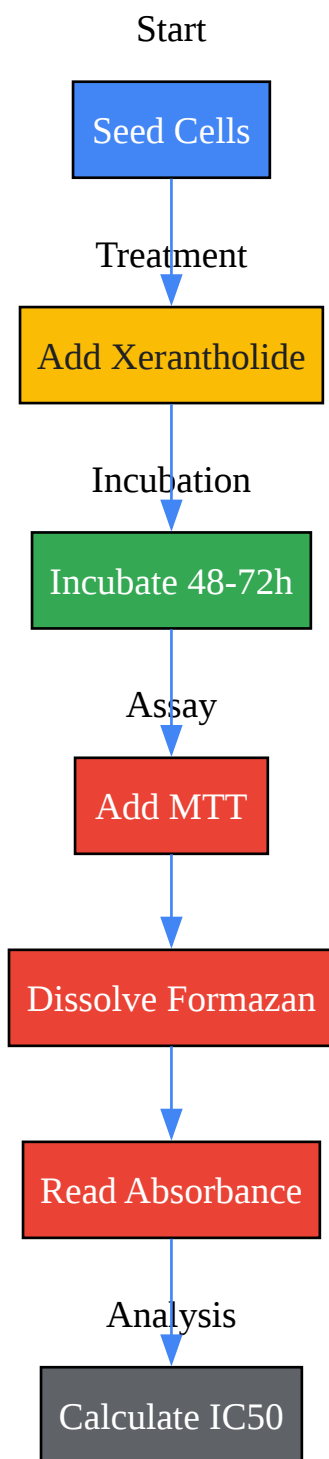 Start
Seed Cells
Treatment
Add Xerantholide
Incubation
Incubate 48-72h
Assay
Add MTT
Dissolve Formazan
Read Absorbance
Analysis
Calculate IC50